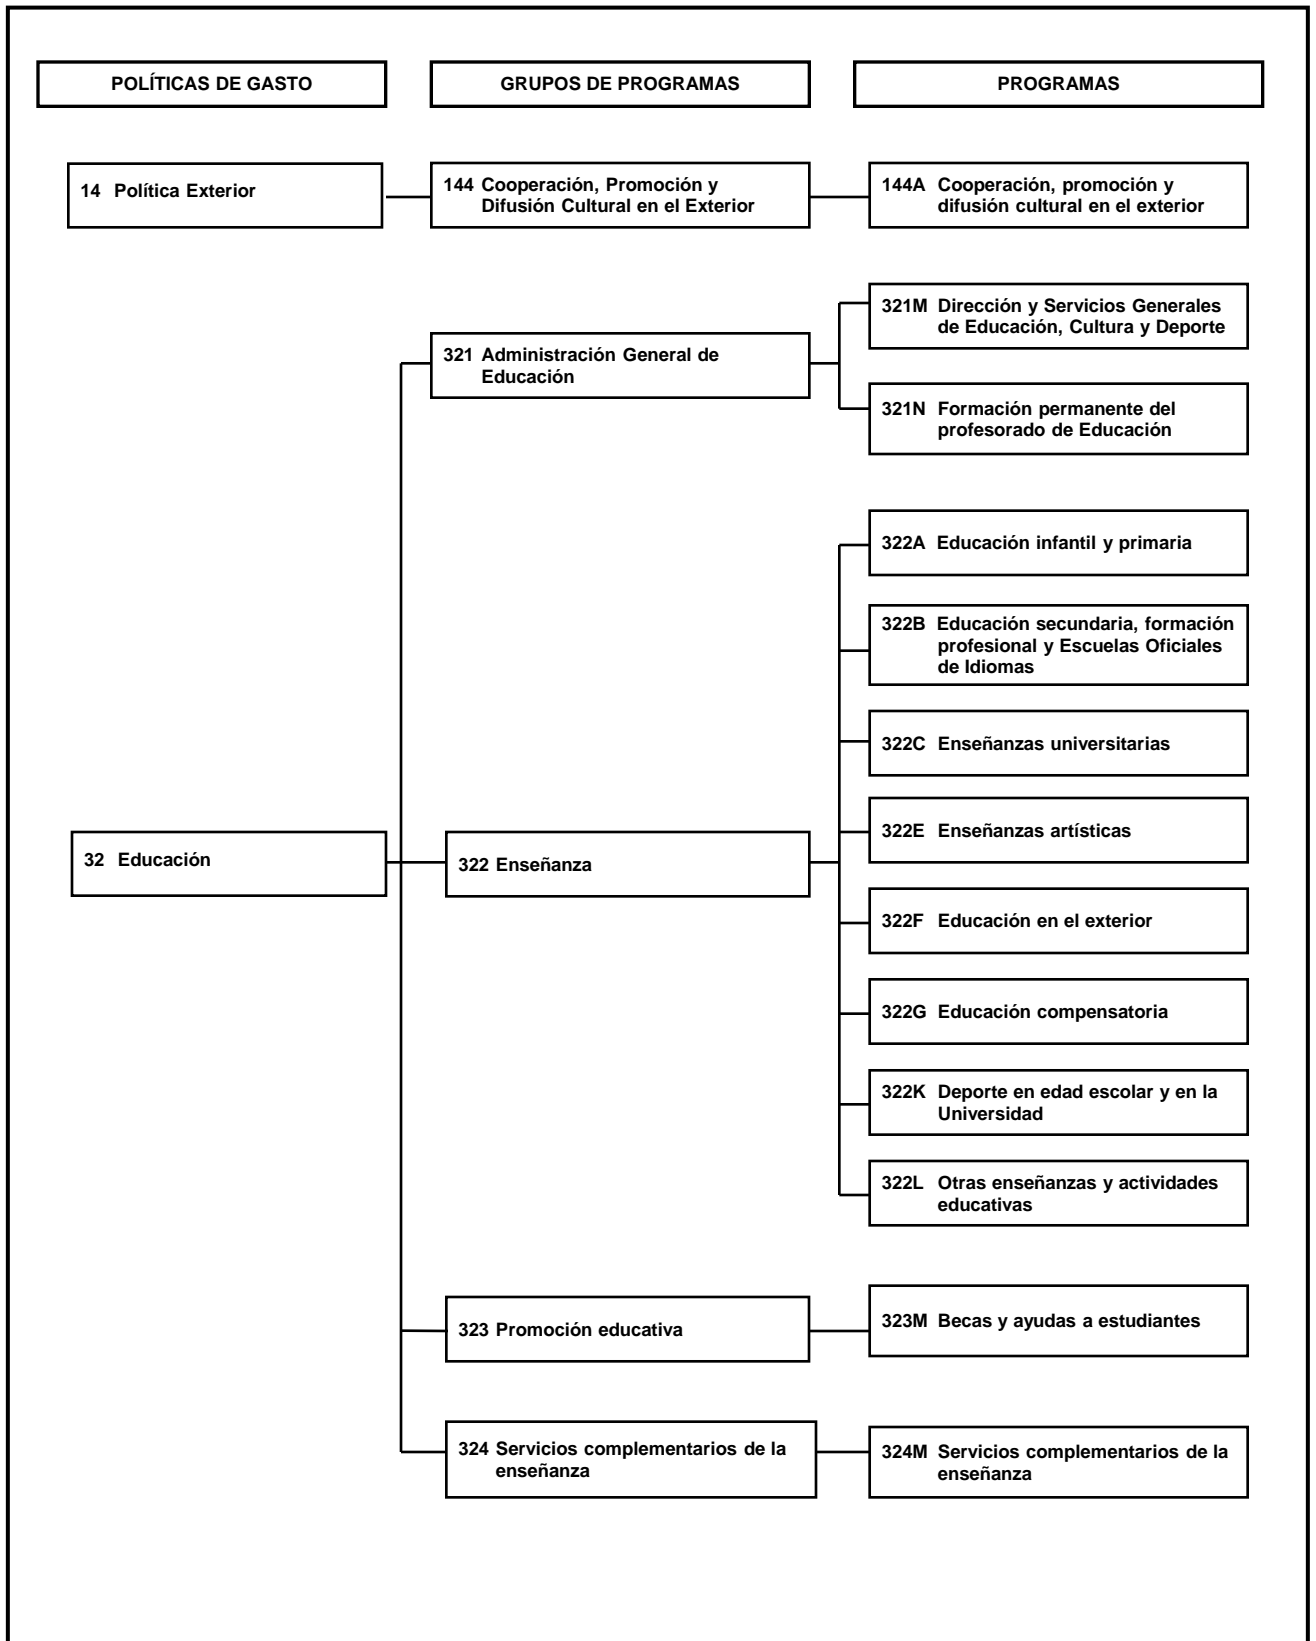 POLÍTICAS DE GASTO
GRUPOS DE PROGRAMAS
PROGRAMAS
14 Política Exterior
144 Cooperación, Promoción y
Difusión Cultural en el Exterior
144A Cooperación, promoción y
difusión cultural en el exterior
321 Administración General de
Educación
321M Dirección y Servicios Generales
de Educación, Cultura y Deporte
321N Formación permanente del
profesorado de Educación
32 Educación
322 Enseñanza
322A Educación infantil y primaria
322B Educación secundaria, formación
profesional y Escuelas Oficiales
de Idiomas
322C Enseñanzas universitarias
322E Enseñanzas artísticas
322F Educación en el exterior
322G Educación compensatoria
322K Deporte en edad escolar y en la
Universidad
322L Otras enseñanzas y actividades
educativas
323 Promoción educativa
323M Becas y ayudas a estudiantes
324 Servicios complementarios de la
enseñanza
324M Servicios complementarios de la
enseñanza